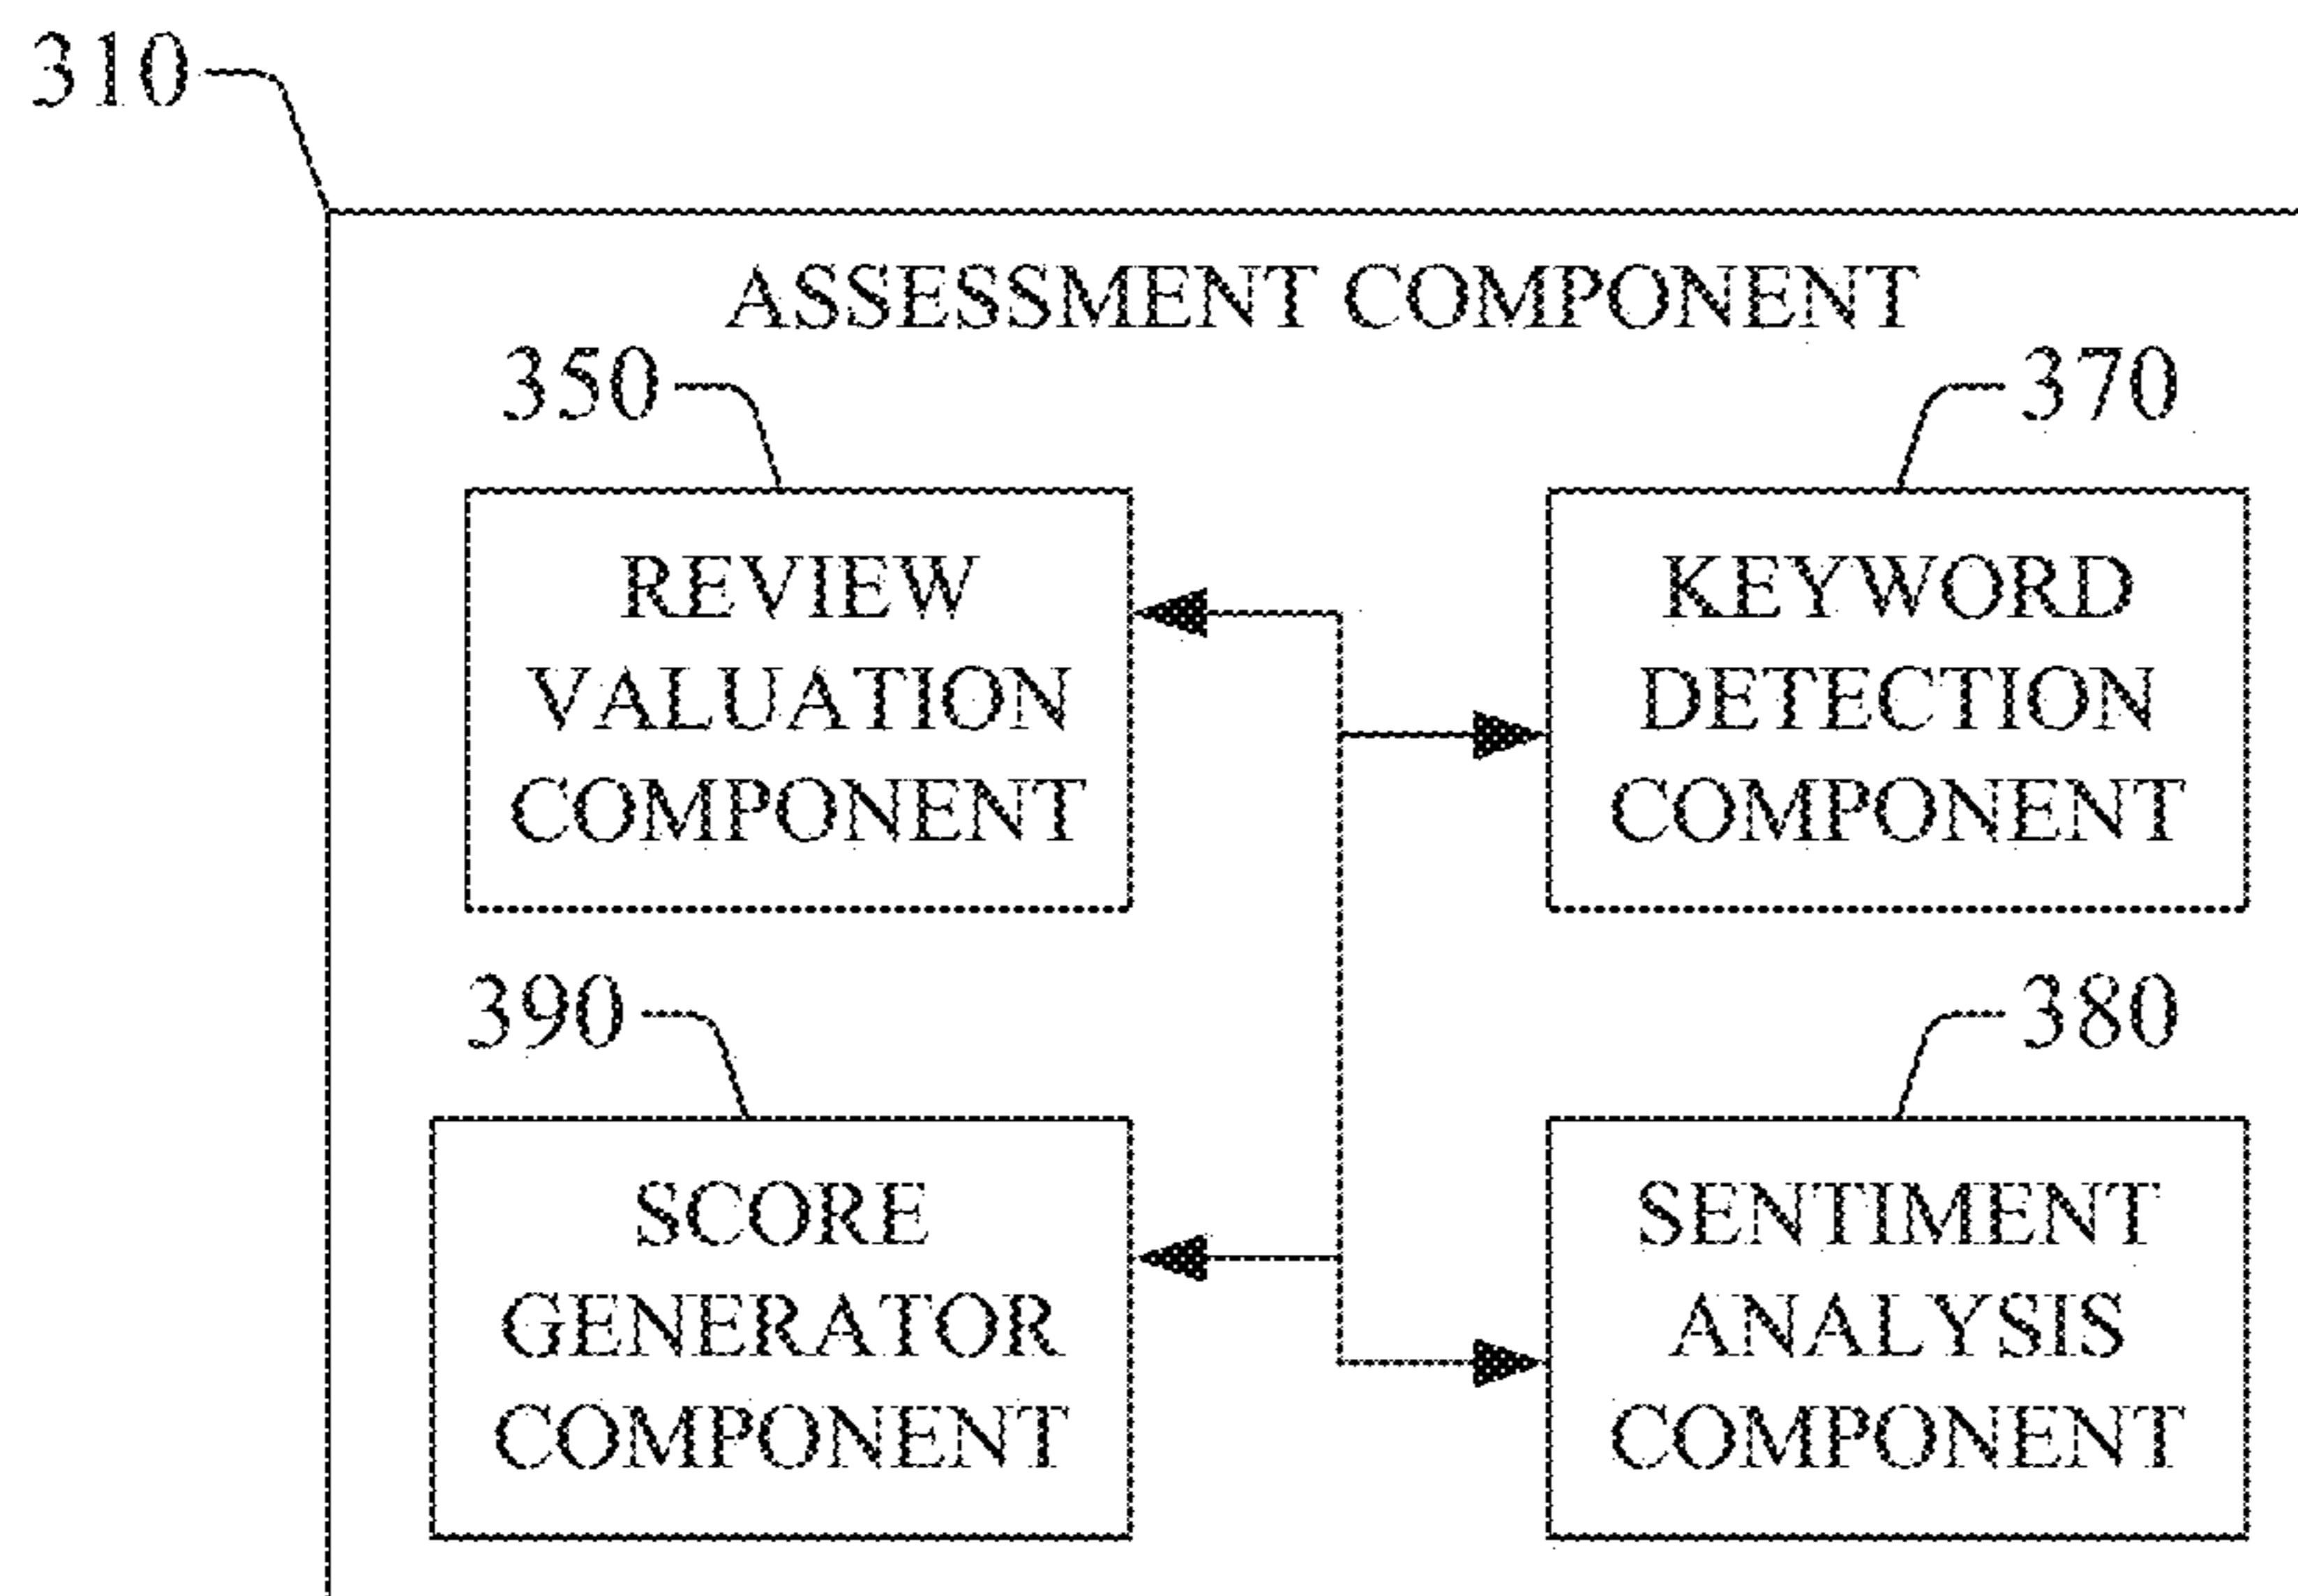 310
ASSESSMENT COMPONENT
350
370
REVIEW
VALUATION
COMPONENT
KEYWORD
DETECTION
COMPONENT
390
380
SCORE
GENERATOR
COMPONENT
SENTIMENT
ANALYSIS
COMPONENT